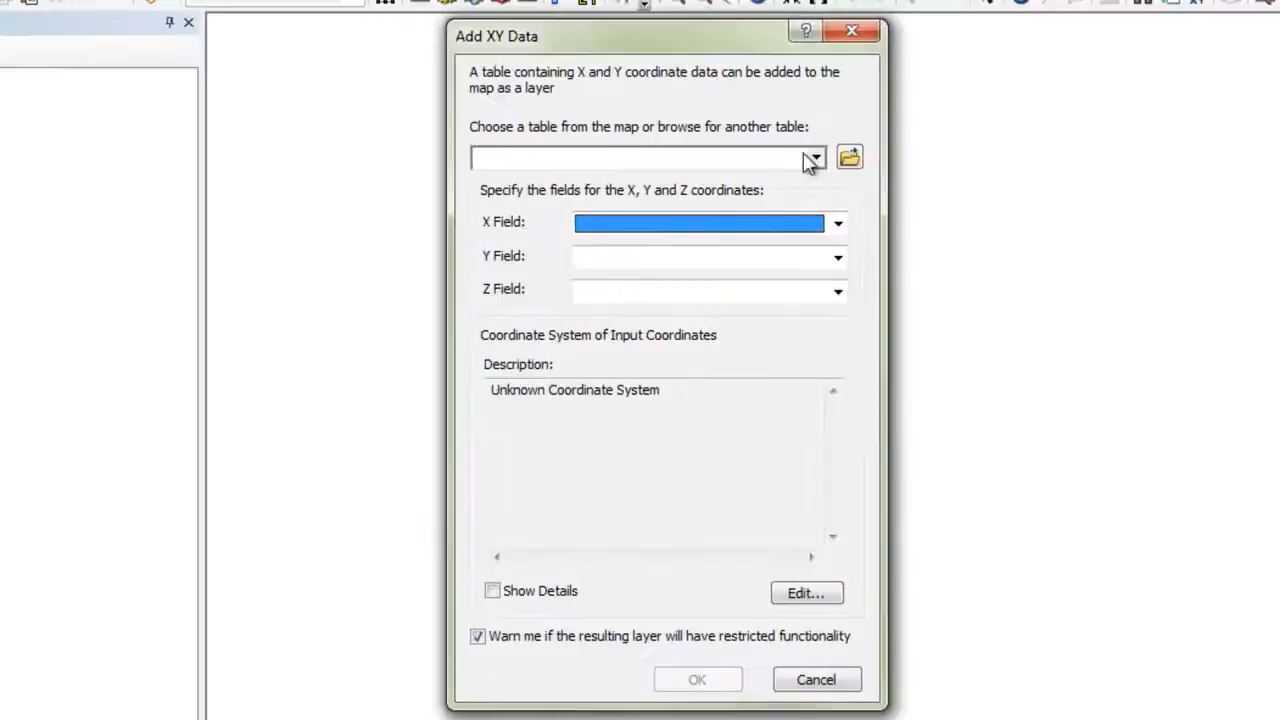 Add XY Data
A table containing X and Y coordinate data can be added to the
map as a layer
Choose a table from the map or browse for another table:
Specify the fields for the X, Y and Z coordinates:
X Field:
Y Field:
Z Field:
Coordinate System of Input Coordinates
Description:
Unknown Coordinate System
Show Details
Edit...
Warn me if the resulting layer will have restricted functionality
OK
Cancel